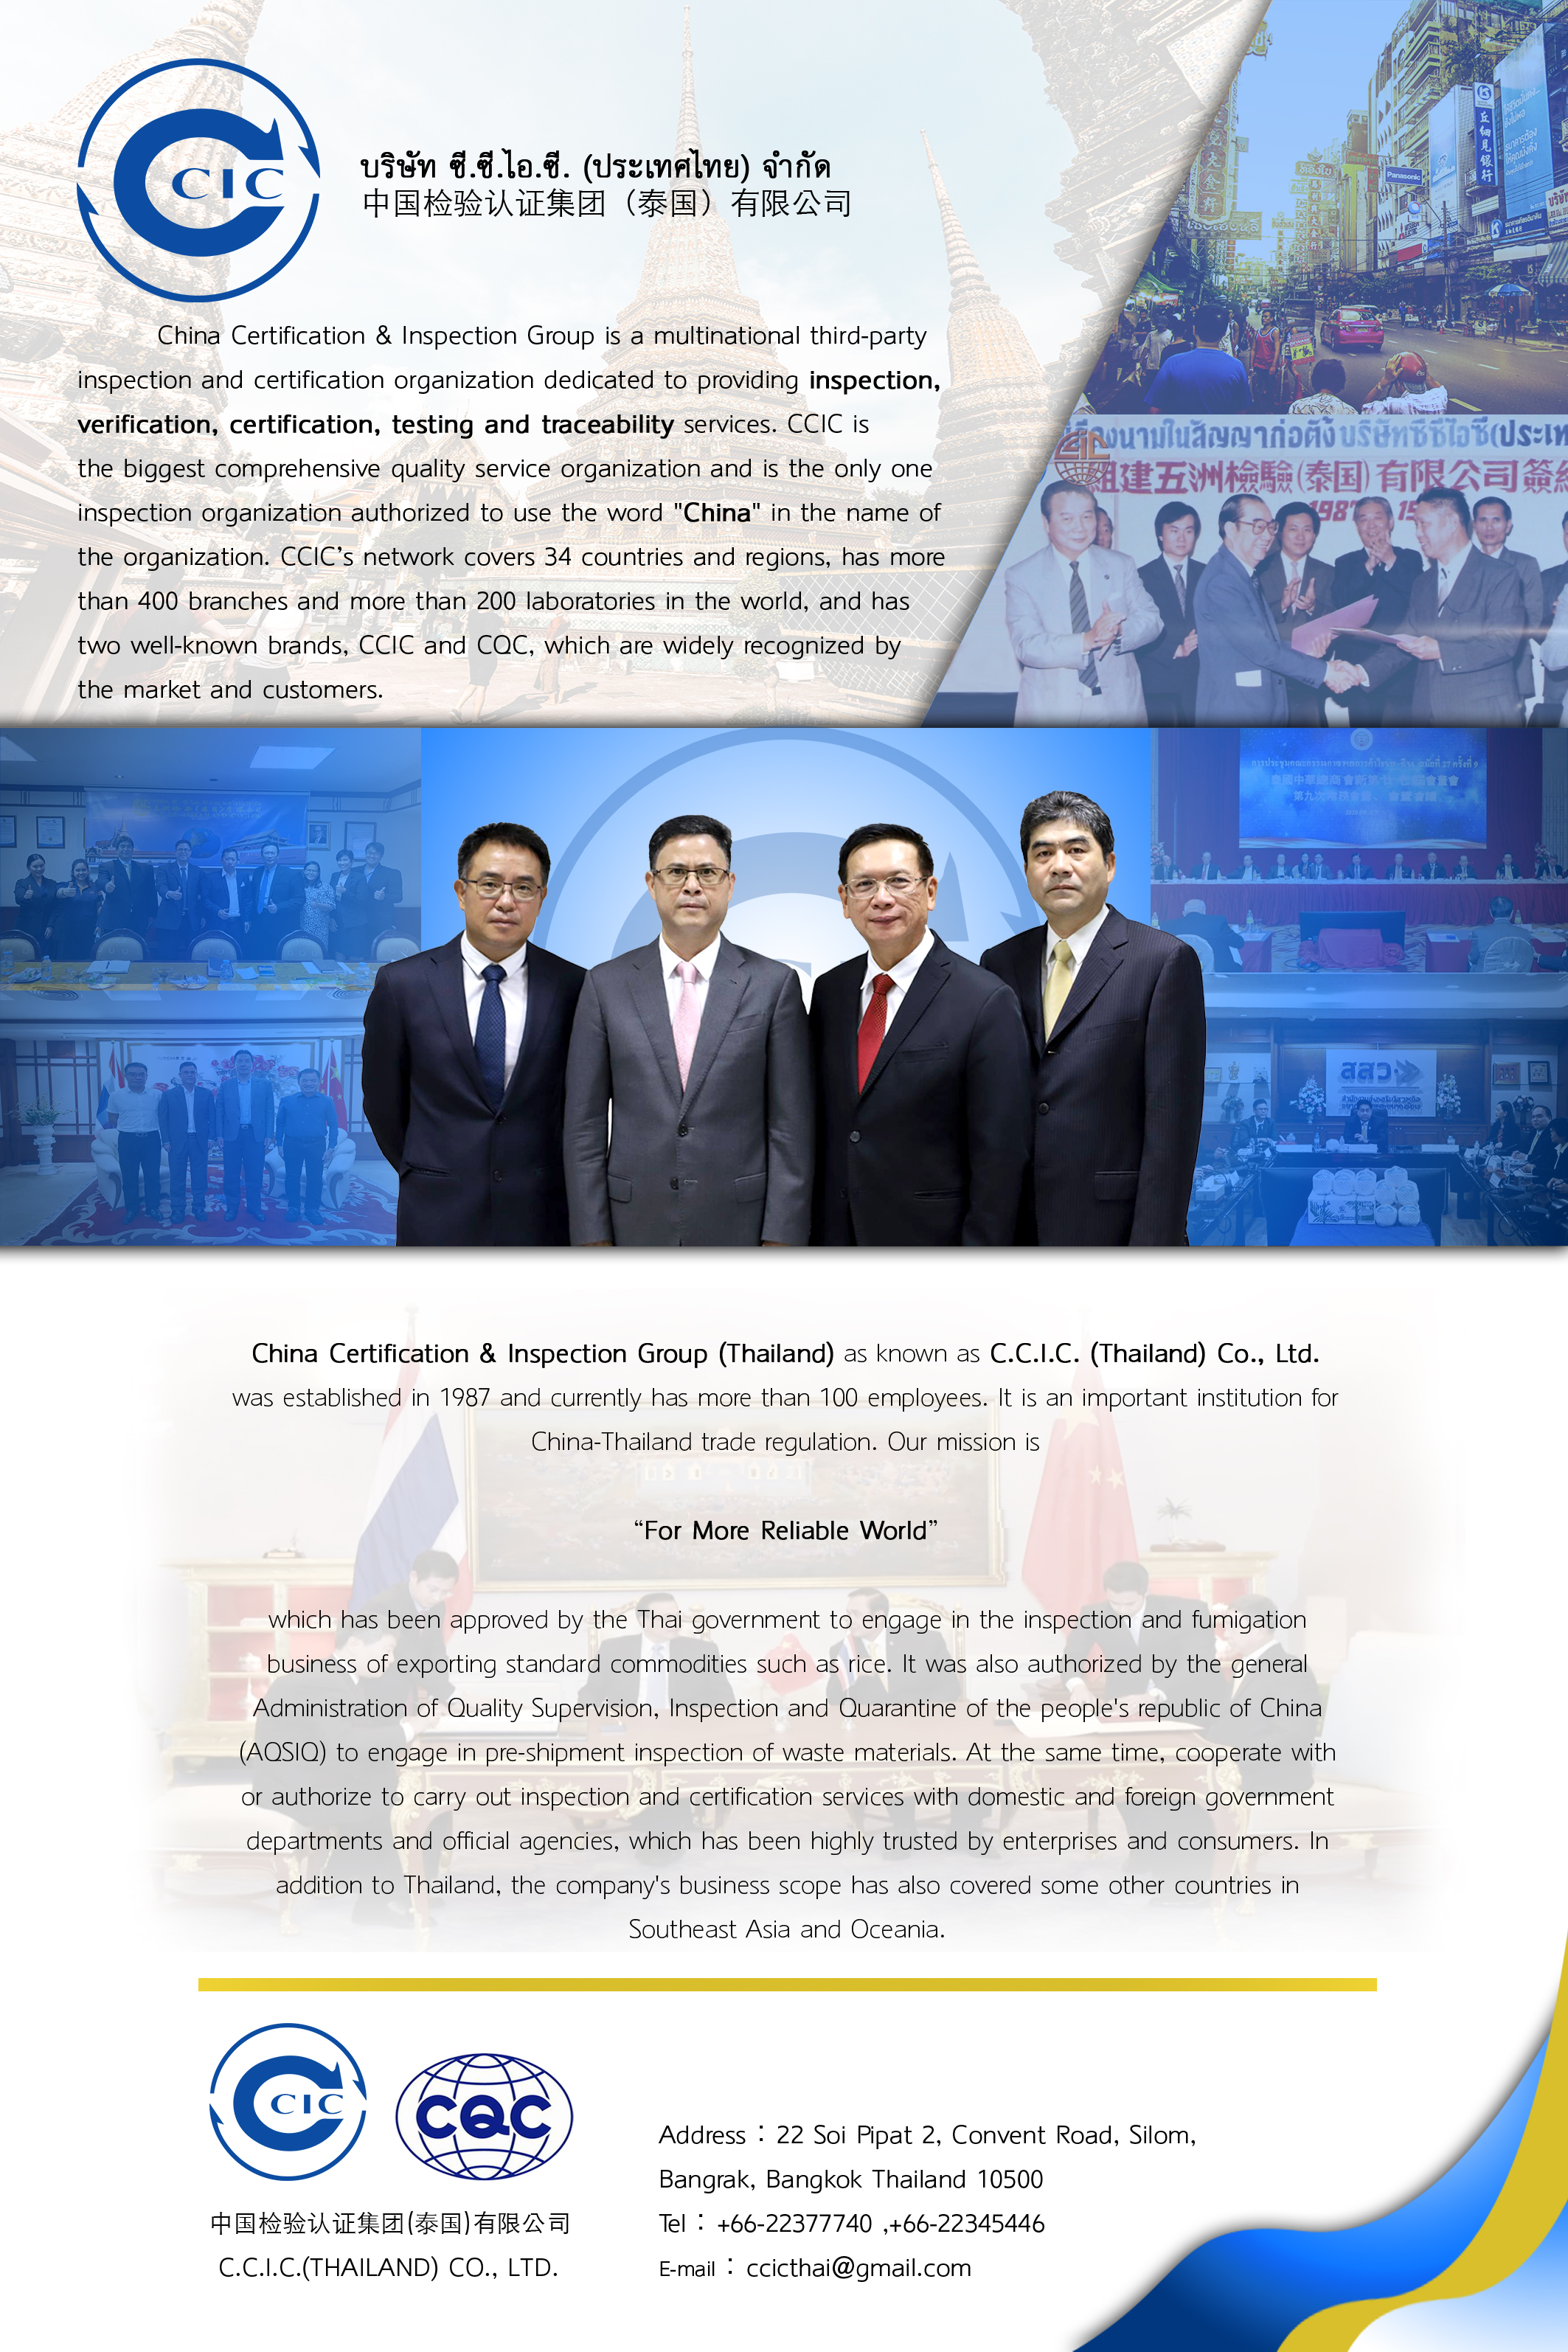 CCIC
บริษัท ซี.ซี.ไอ.ซี. (ประเทศไทย) จำกัด
中国检验认证集团（泰国）有限公司
China Certification & Inspection Group is a multinational third-party
inspection and certification organization dedicated to providing inspection,
verification, certification, testing and traceability services. CCIC is
the biggest comprehensive quality service organization and is the only one
inspection organization authorized to use the word "China" in the name of
the organization. CCIC’s network covers 34 countries and regions, has more
than 400 branches and more than 200 laboratories in the world, and has
two well-known brands, CCIC and CQC, which are widely recognized by
the market and customers.
Panasonic
丘細見銀行
大食軒
องนามในสัญญาก่อตั้งบริษัทซีซีไอซี(ประเท
組建五洲檢驗(泰国)有限公司簽約
1987
สสว
China Certification & Inspection Group (Thailand) as known as C.C.I.C. (Thailand) Co., Ltd.
was established in 1987 and currently has more than 100 employees. It is an important institution for
China-Thailand trade regulation. Our mission is
“For More Reliable World”
which has been approved by the Thai government to engage in the inspection and fumigation
business of exporting standard commodities such as rice. It was also authorized by the general
Administration of Quality Supervision, Inspection and Quarantine of the people's republic of China
(AQSIQ) to engage in pre-shipment inspection of waste materials. At the same time, cooperate with
or authorize to carry out inspection and certification services with domestic and foreign government
departments and official agencies, which has been highly trusted by enterprises and consumers. In
addition to Thailand, the company's business scope has also covered some other countries in
Southeast Asia and Oceania.
CCIC
CQC
中国检验认证集团(泰国)有限公司
C.C.I.C.(THAILAND) CO., LTD.
Address : 22 Soi Pipat 2, Convent Road, Silom,
Bangrak, Bangkok Thailand 10500
Tel : +66-22377740 ,+66-22345446
E-mail : ccicthai@gmail.com